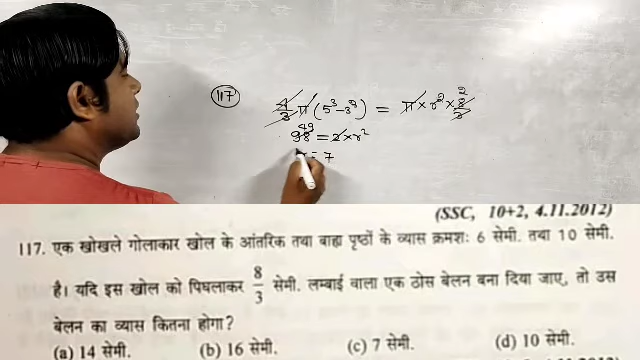 117
4/3 π (5³-3³) = π × r² × 8/3 2
49
98 = 2 × r²
= 7
(SSC, 10+2, 4.11.2012)
117. एक खोखले गोलाकार खोल के आंतरिक तथा बाह्य पृष्ठों के व्यास क्रमशः 6 सेमी. तथा 10 सेमी.
है। यदि इस खोल को पिघलाकर 8/3 सेमी. लम्बाई वाला एक ठोस बेलन बना दिया जाए, तो उस
बेलन का व्यास कितना होगा?
(a) 14 सेमी. (b) 16 सेमी. (c) 7 सेमी. (d) 10 सेमी.